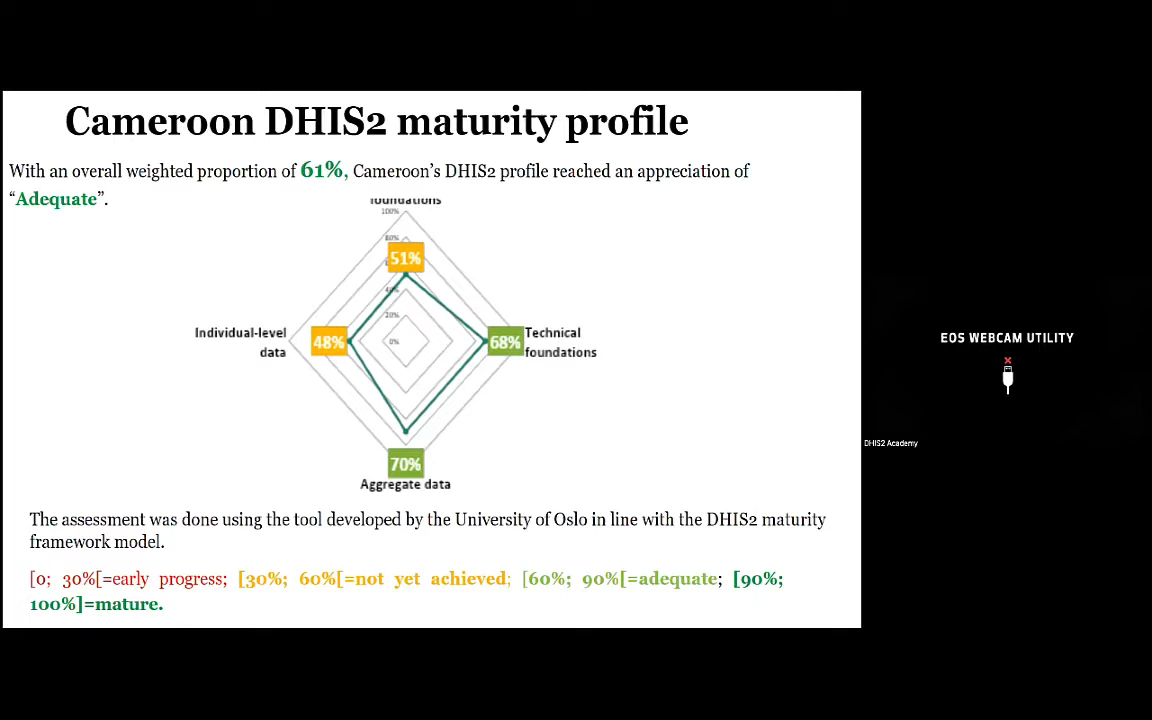 Cameroon DHIS2 maturity profile
With an overall weighted proportion of 61%, Cameroon’s DHIS2 profile reached an appreciation of
“Adequate”.
foundations
100%
80%
51%
40%
20%
0%
Individual-level
data
48%
68%
Technical
foundations
70%
Aggregate data
The assessment was done using the tool developed by the University of Oslo in line with the DHIS2 maturity
framework model.
[0; 30%[=early progress; [30%; 60%[=not yet achieved; [60%; 90%[=adequate; [90%;
100%]=mature.
EOS WEBCAM UTILITY
DHIS2 Academy